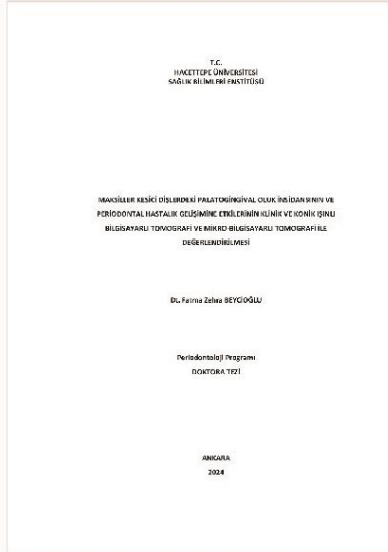 T.C.
HACETTEPE ÜNİVERSİTESİ
SAĞLIK BİLİMLERİ ENSTİTÜSÜ
MAKSİLLER KESİCİ DİŞLERDEKİ PALATOGİNGİVAL OLUK İNSİDANSININ VE
PERİODONTAL HASTALIK GELİŞİMİNE ETKİLERİNİN KLİNİK VE KONİK IŞINLI
BİLGİSAYARLI TOMOGRAFİ VE MİKRO-BİLGİSAYARLI TOMOGRAFİ İLE
DEĞERLENDİRİLMESİ
Dt. Fatma Zehra BEYCİOĞLU
Periodontoloji Programı
DOKTORA TEZİ
ANKARA
2024